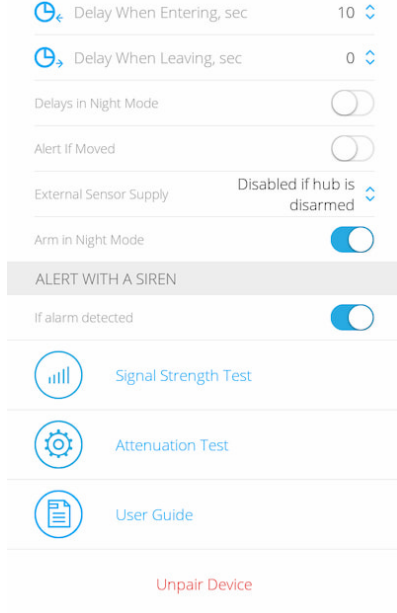 Delay When Entering, sec 10
Delay When Leaving, sec 0
Delays in Night Mode
Alert If Moved
External Sensor Supply Disabled if hub is
disarmed
Arm in Night Mode
ALERT WITH A SIREN
If alarm detected
Signal Strength Test
Attenuation Test
User Guide
Unpair Device